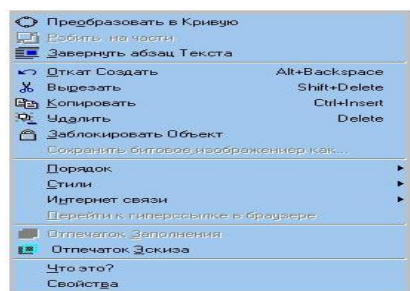 Преобразовать в Кривую
Робить на части
Завернуть абзац Текста
Откат Создать Alt+Backspace
Вырезать Shift+Delete
Копировать Ctrl+Insert
Удалить Delete
Заблокировать Объект
Сохранить битовое изображениер как...
Порядок
Стили
Интернет связи
Перейти к гиперссылке в браузере
Отпечаток Заполнения
Отпечаток Эскиза
Что это?
Свойства